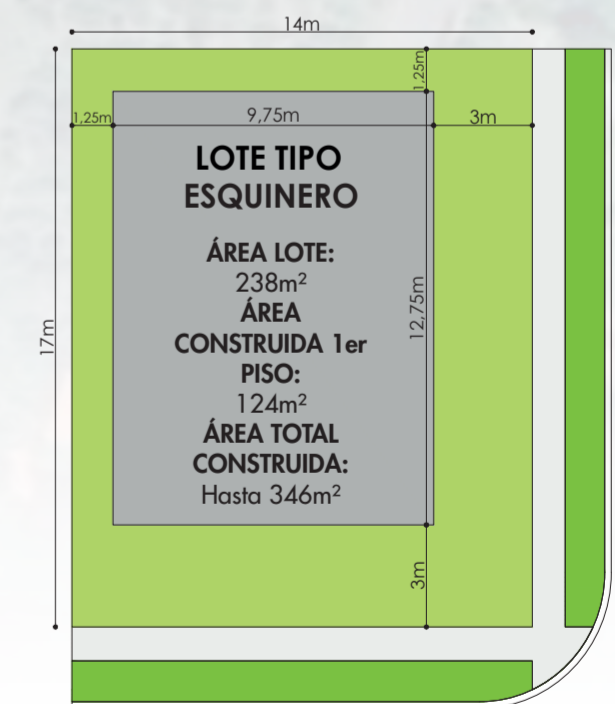 14m
1,25m
1,25m
9,75m
3m
LOTE TIPO
ESQUINERO
ÁREA LOTE:
238m²
ÁREA
CONSTRUIDA 1er
PISO:
124m²
ÁREA TOTAL
CONSTRUIDA:
Hasta 346m²
12,75m
17m
3m